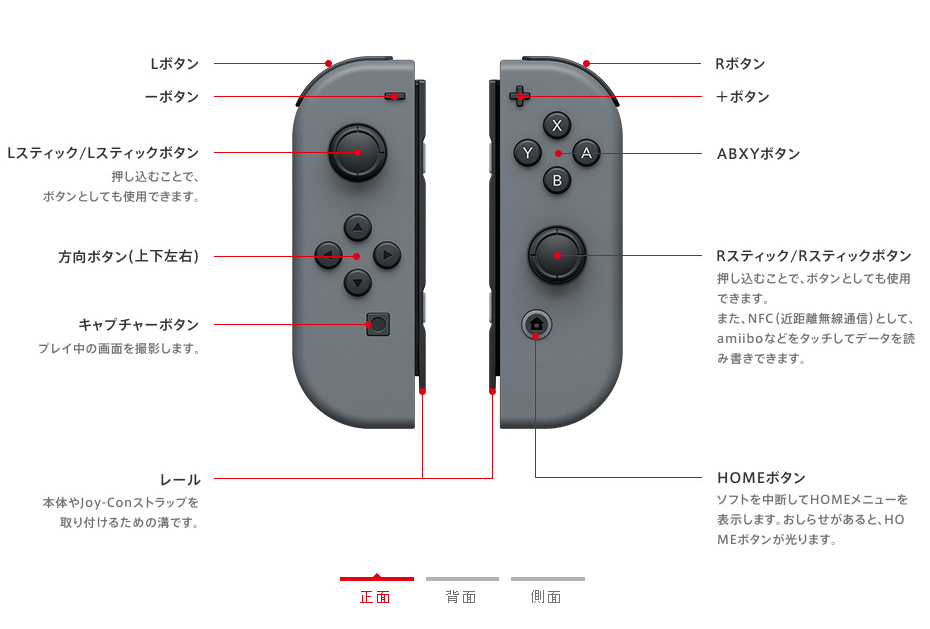 Lボタン
ーボタン
Lスティック/Lスティックボタン
押し込むことで、
ボタンとしても使用できます。
方向ボタン(上下左右)
キャプチャーボタン
プレイ中の画面を撮影します。
レール
本体やJoy-Conストラップを
取り付けるための溝です。
X
Y
A
B
Rボタン
＋ボタン
ABXYボタン
Rスティック/Rスティックボタン
押し込むことで、ボタンとしても使用
できます。
また、NFC（近距離無線通信）として、
amiiboなどをタッチしてデータを読
み書きできます。
HOMEボタン
ソフトを中断してHOMEメニューを
表示します。おしらせがあると、HO
MEボタンが光ります。
正面
背面
側面